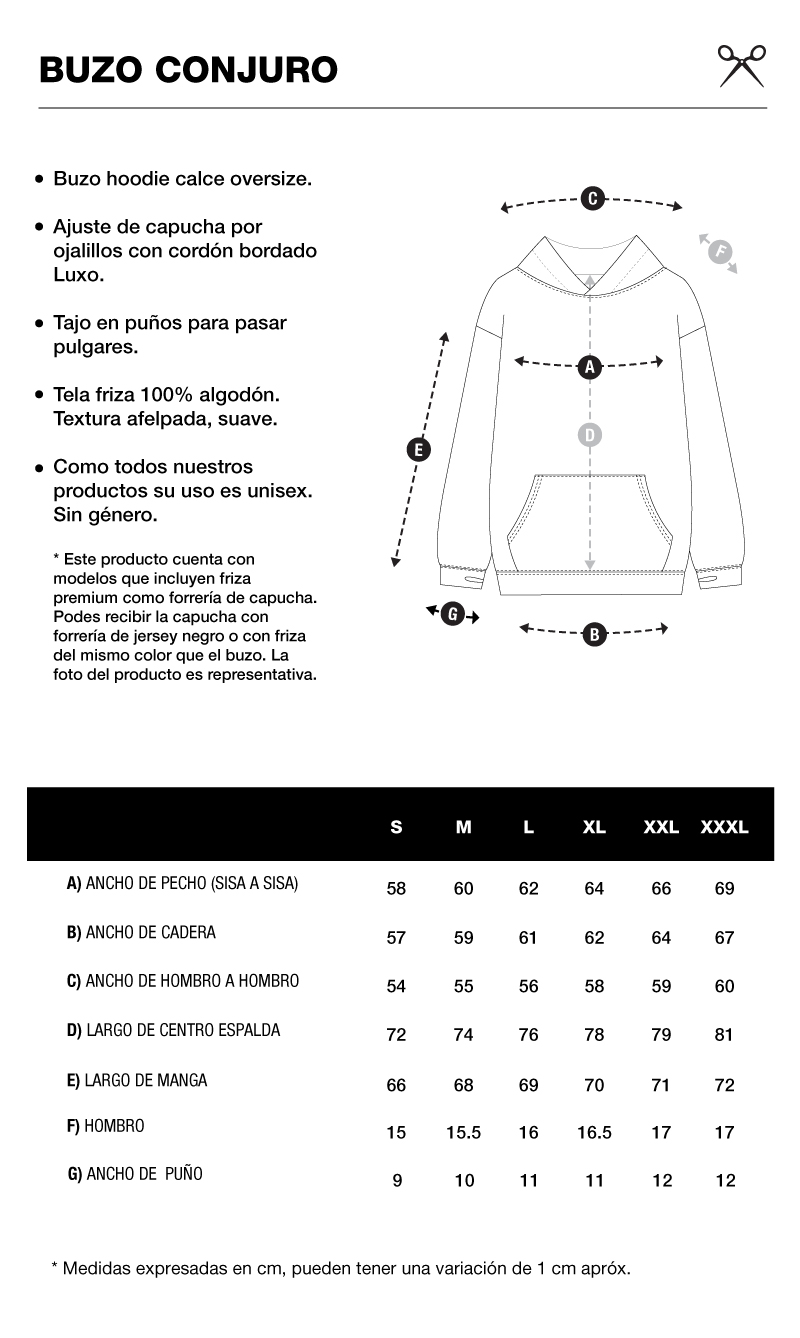 BUZO CONJURO
• Buzo hoodie calce oversize.
• Ajuste de capucha por
ojalillos con cordón bordado
Luxo.
• Tajo en puños para pasar
pulgares.
• Tela friza 100% algodón.
Textura afelpada, suave.
• Como todos nuestros
productos su uso es unisex.
Sin género.
* Este producto cuenta con
modelos que incluyen friza
premium como forrería de capucha.
Podes recibir la capucha con
forrería de jersey negro o con friza
del mismo color que el buzo. La
foto del producto es representativa.
C
F
A
D
E
G
B
S M L XL XXL XXXL
A) ANCHO DE PECHO (SISA A SISA) 58 60 62 64 66 69
B) ANCHO DE CADERA 57 59 61 62 64 67
C) ANCHO DE HOMBRO A HOMBRO 54 55 56 58 59 60
D) LARGO DE CENTRO ESPALDA 72 74 76 78 79 81
E) LARGO DE MANGA 66 68 69 70 71 72
F) HOMBRO 15 15.5 16 16.5 17 17
G) ANCHO DE PUÑO 9 10 11 11 12 12
* Medidas expresadas en cm, pueden tener una variación de 1 cm apróx.